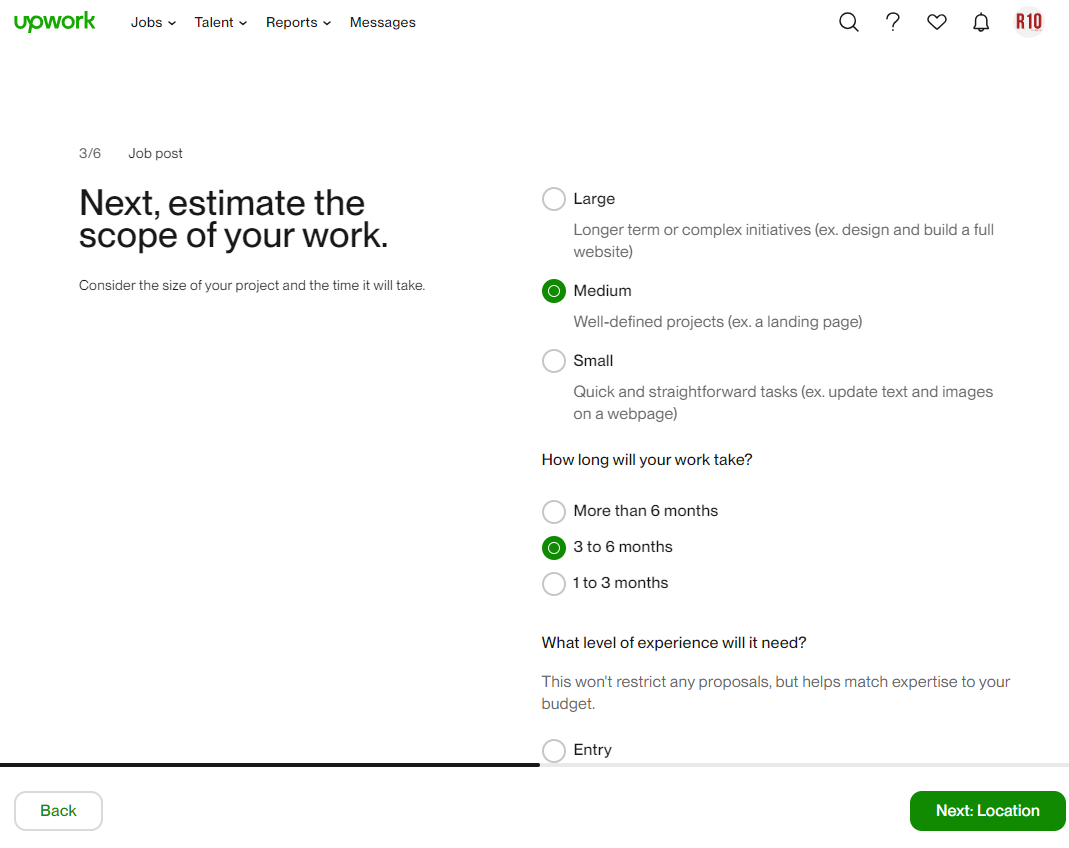 upwork Jobs Talent Reports Messages R10
3/6 Job post
Next, estimate the
scope of your work.
Consider the size of your project and the time it will take.
Large
Longer term or complex initiatives (ex. design and build a full
website)
Medium
Well-defined projects (ex. a landing page)
Small
Quick and straightforward tasks (ex. update text and images
on a webpage)
How long will your work take?
More than 6 months
3 to 6 months
1 to 3 months
What level of experience will it need?
This won't restrict any proposals, but helps match expertise to your
budget.
Entry
Back
Next: Location